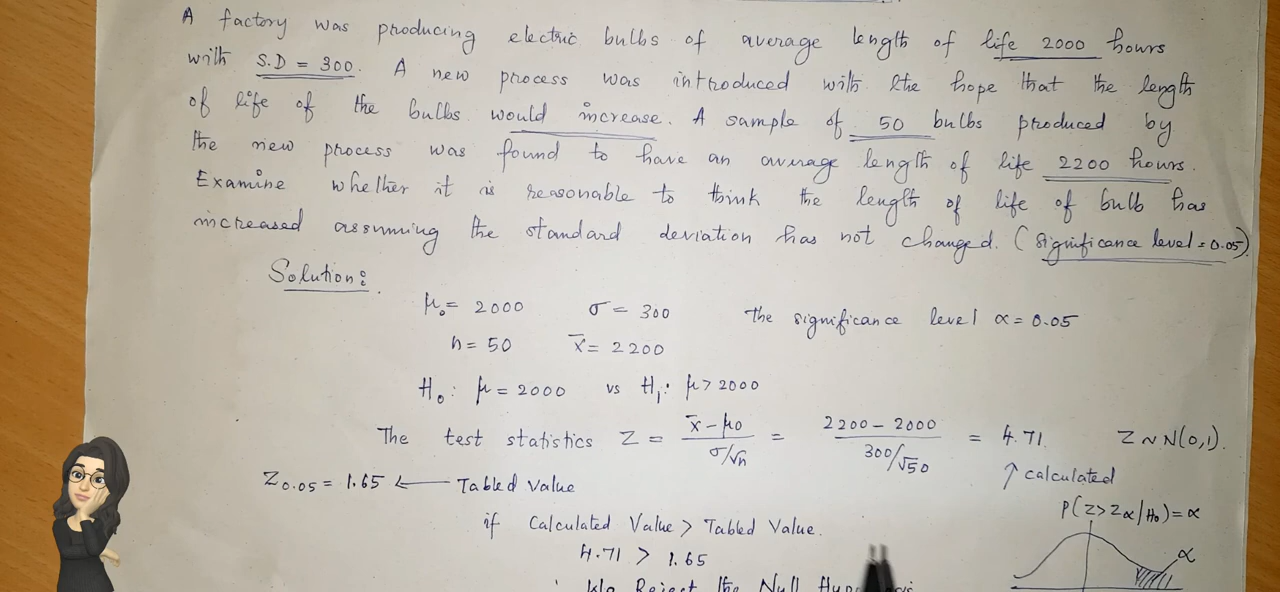 A factory was producing electric bulbs of average length of life 2000 hours
with S.D = 300. A new process was introduced with the hope that the length
of life of the bulbs would increase. A sample of 50 bulbs produced by
the new process was found to have an average length of life 2200 hours.
Examine whether it is reasonable to think the length of life of bulb has
increased assuming the standard deviation has not changed. (Significance level = 0.05)
Solution:
μ₀ = 2000 σ = 300 The significance level α = 0.05
n = 50 x̄ = 2200
H₀: μ = 2000 vs H₁: μ > 2000
The test statistics Z = (x̄ - μ₀)/(σ/√n) = (2200 - 2000)/(300/√50) = 4.71 Z ~ N(0,1).
↑ calculated
Z₀.₀₅ = 1.65 ← Tabled Value
P(Z > Zα/H₀) = α
if Calculated Value > Tabled Value.
α
4.71 > 1.65
We Reject the Null